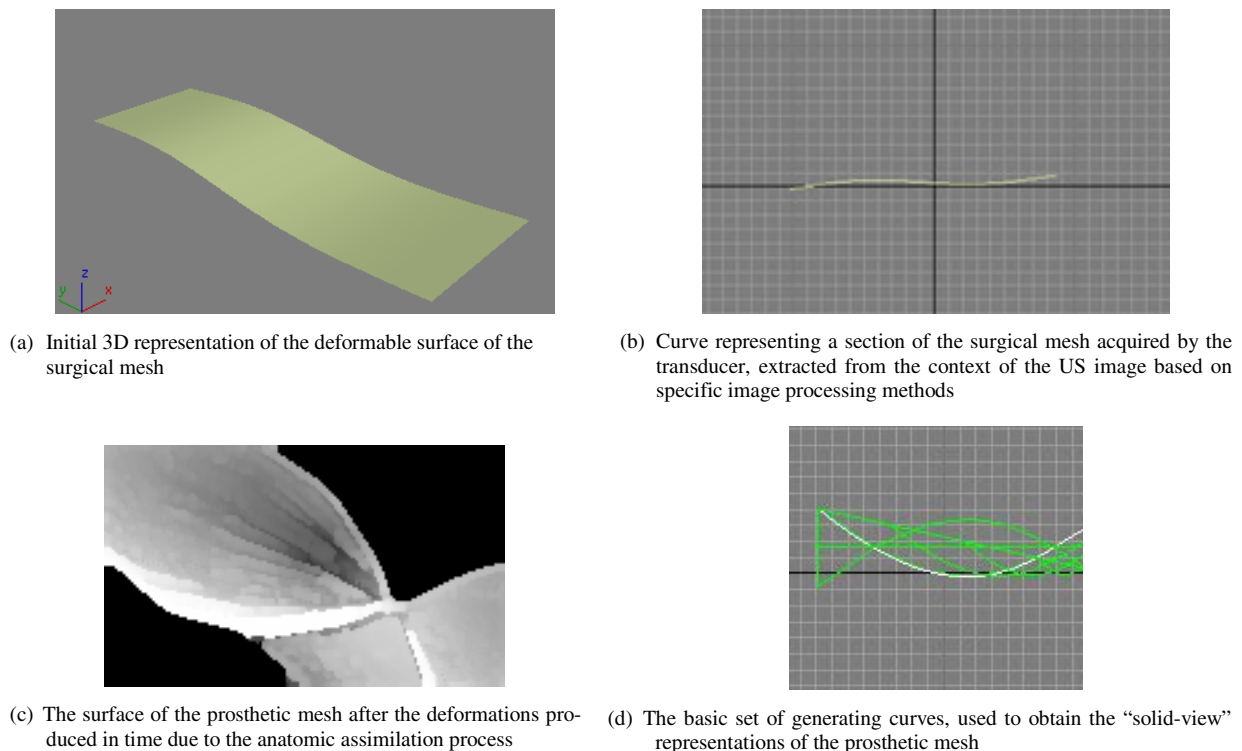 z
y
x
(a) Initial 3D representation of the deformable surface of the
surgical mesh
(b) Curve representing a section of the surgical mesh acquired by the
transducer, extracted from the context of the US image based on
specific image processing methods
(c) The surface of the prosthetic mesh after the deformations pro-
duced in time due to the anatomic assimilation process
(d) The basic set of generating curves, used to obtain the “solid-view”
representations of the prosthetic mesh